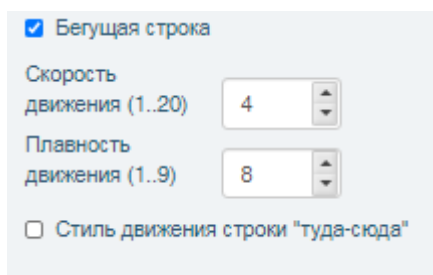 Бегущая строка
Скорость
движения (1..20) 4
Плавность
движения (1..9) 8
Стиль движения строки "туда-сюда"